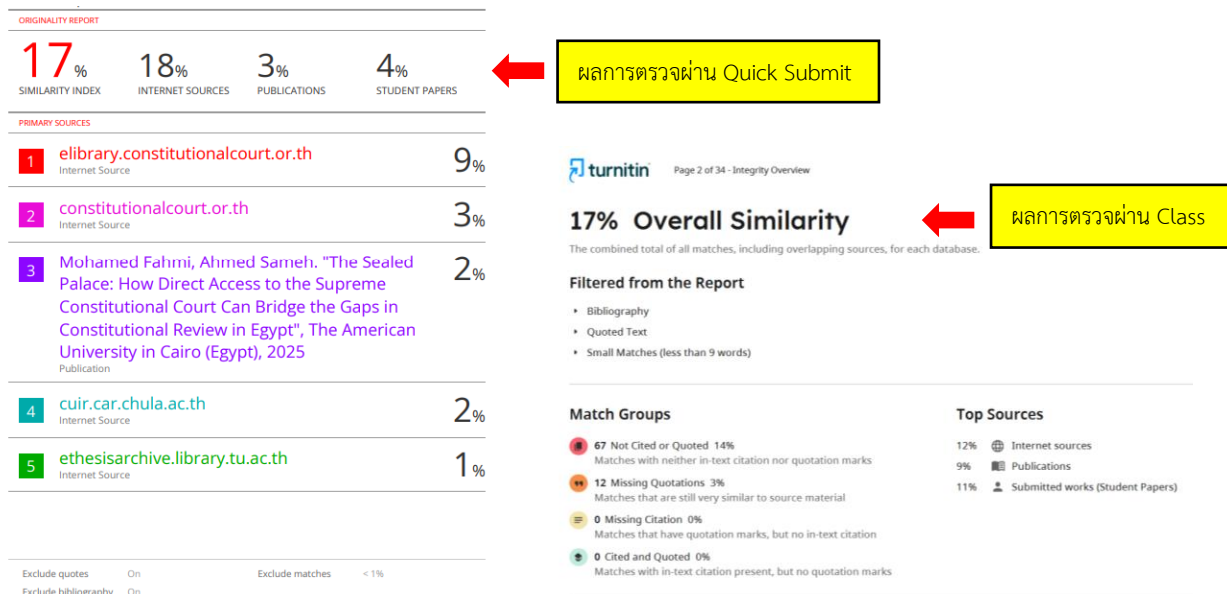 ORIGINALITY REPORT
17%
SIMILARITY INDEX
18%
INTERNET SOURCES
3%
PUBLICATIONS
4%
STUDENT PAPERS
ผลการตรวจผ่าน Quick Submit
PRIMARY SOURCES
1 elibrary.constitutionalcourt.or.th 9%
Internet Source
2 constitutionalcourt.or.th 3%
Internet Source
3 Mohamed Fahmi, Ahmed Sameh. "The Sealed 2%
Palace: How Direct Access to the Supreme
Constitutional Court Can Bridge the Gaps in
Constitutional Review in Egypt", The American
University in Cairo (Egypt), 2025
Publication
4 cuir.car.chula.ac.th 2%
Internet Source
5 ethesisarchive.library.tu.ac.th 1%
Internet Source
Exclude quotes On Exclude matches < 1%
Exclude bibliography On
turnitin Page 2 of 34 - Integrity Overview
17% Overall Similarity
ผลการตรวจผ่าน Class
The combined total of all matches, including overlapping sources, for each database.
Filtered from the Report
• Bibliography
• Quoted Text
• Small Matches (less than 9 words)
Match Groups
67 Not Cited or Quoted 14%
Matches with neither in-text citation nor quotation marks
12 Missing Quotations 3%
Matches that are still very similar to source material
0 Missing Citation 0%
Matches that have quotation marks, but no in-text citation
0 Cited and Quoted 0%
Matches with in-text citation present, but no quotation marks
Top Sources
12% Internet sources
9% Publications
11% Submitted works (Student Papers)